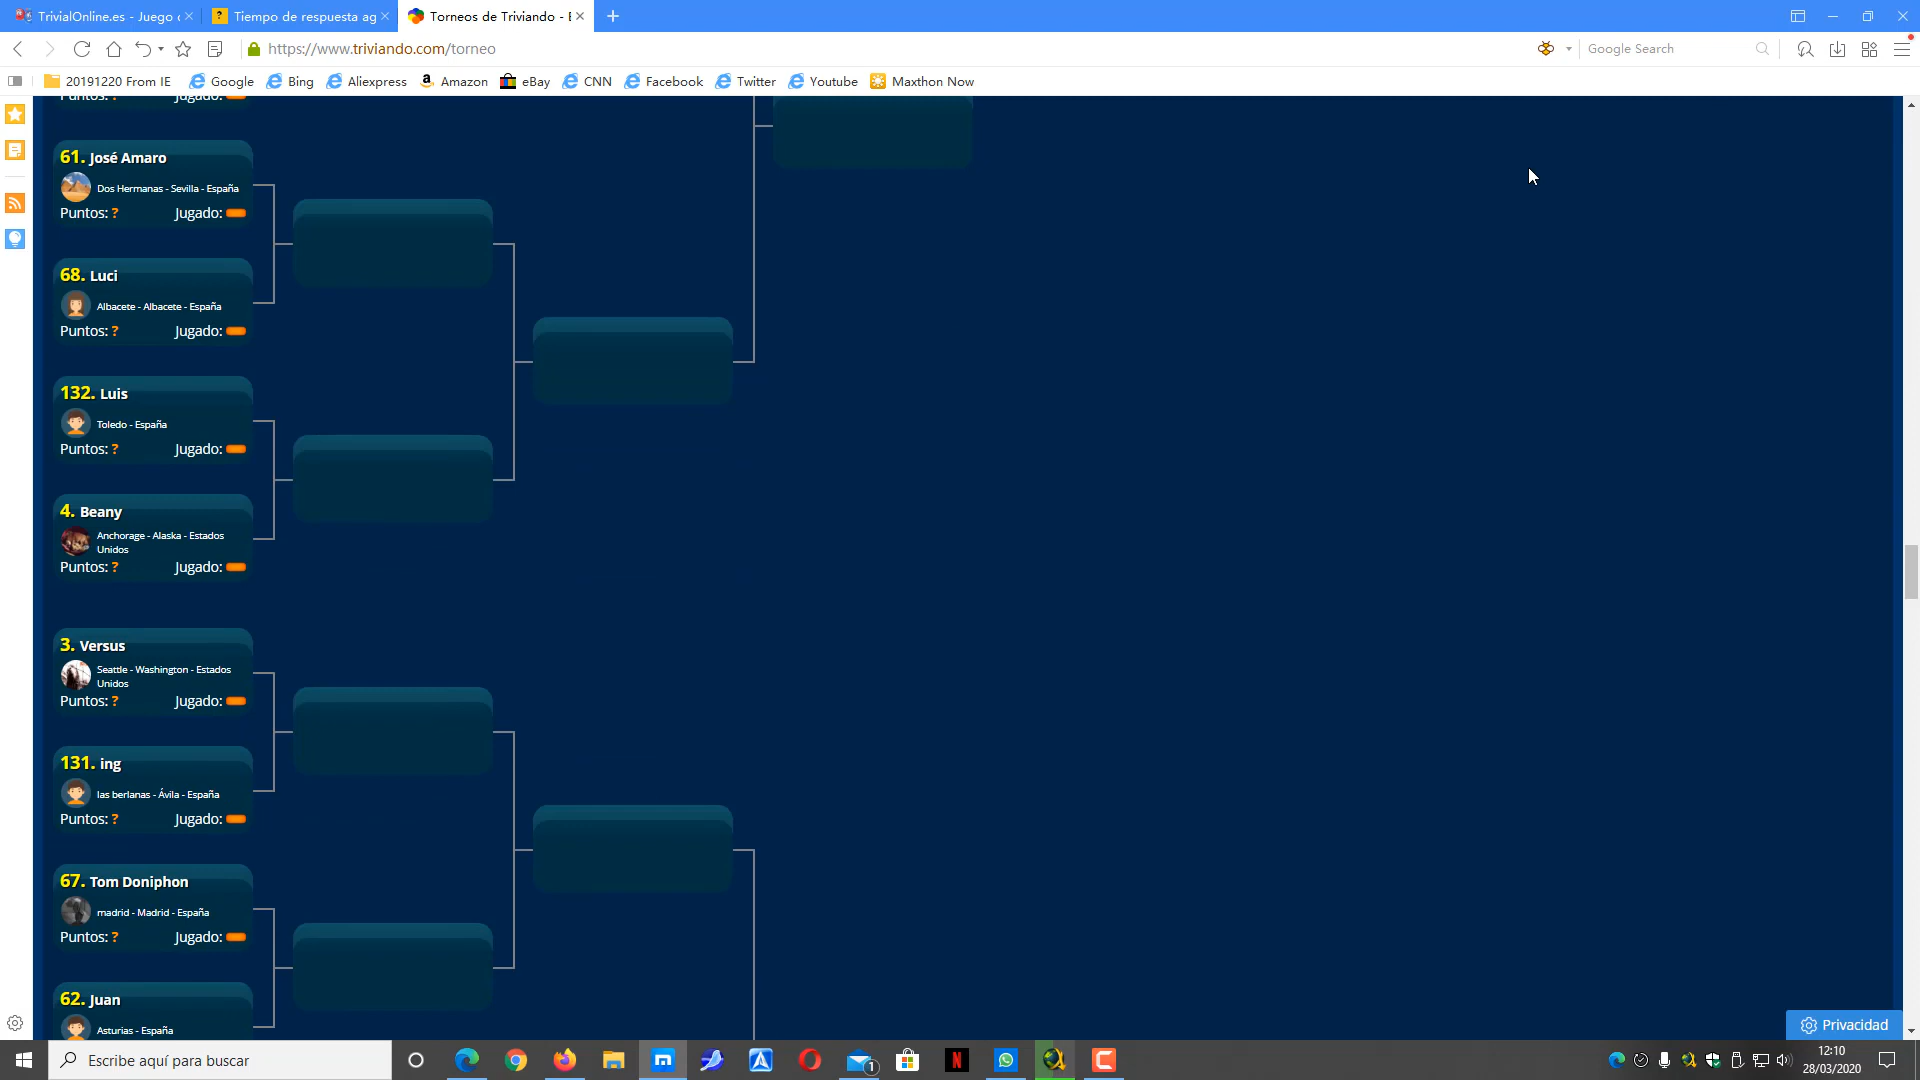 TrivialOnline.es - Juego
Tiempo de respuesta ag
Torneos de Triviando - E
https://www.triviando.com/torneo
Google Search
20191220 From IE
Google
Bing
Aliexpress
Amazon
eBay
CNN
Facebook
Twitter
Youtube
Maxthon Now
Puntos: ? Jugado:
61. José Amaro
Dos Hermanas - Sevilla - España
Puntos: ? Jugado:
68. Luci
Albacete - Albacete - España
Puntos: ? Jugado:
132. Luis
Toledo - España
Puntos: ? Jugado:
4. Beany
Anchorage - Alaska - Estados
Unidos
Puntos: ? Jugado:
3. Versus
Seattle - Washington - Estados
Unidos
Puntos: ? Jugado:
131. ing
las berlanas - Ávila - España
Puntos: ? Jugado:
67. Tom Doniphon
madrid - Madrid - España
Puntos: ? Jugado:
62. Juan
Asturias - España
Privacidad
Escribe aquí para buscar
1
12:10
28/03/2020